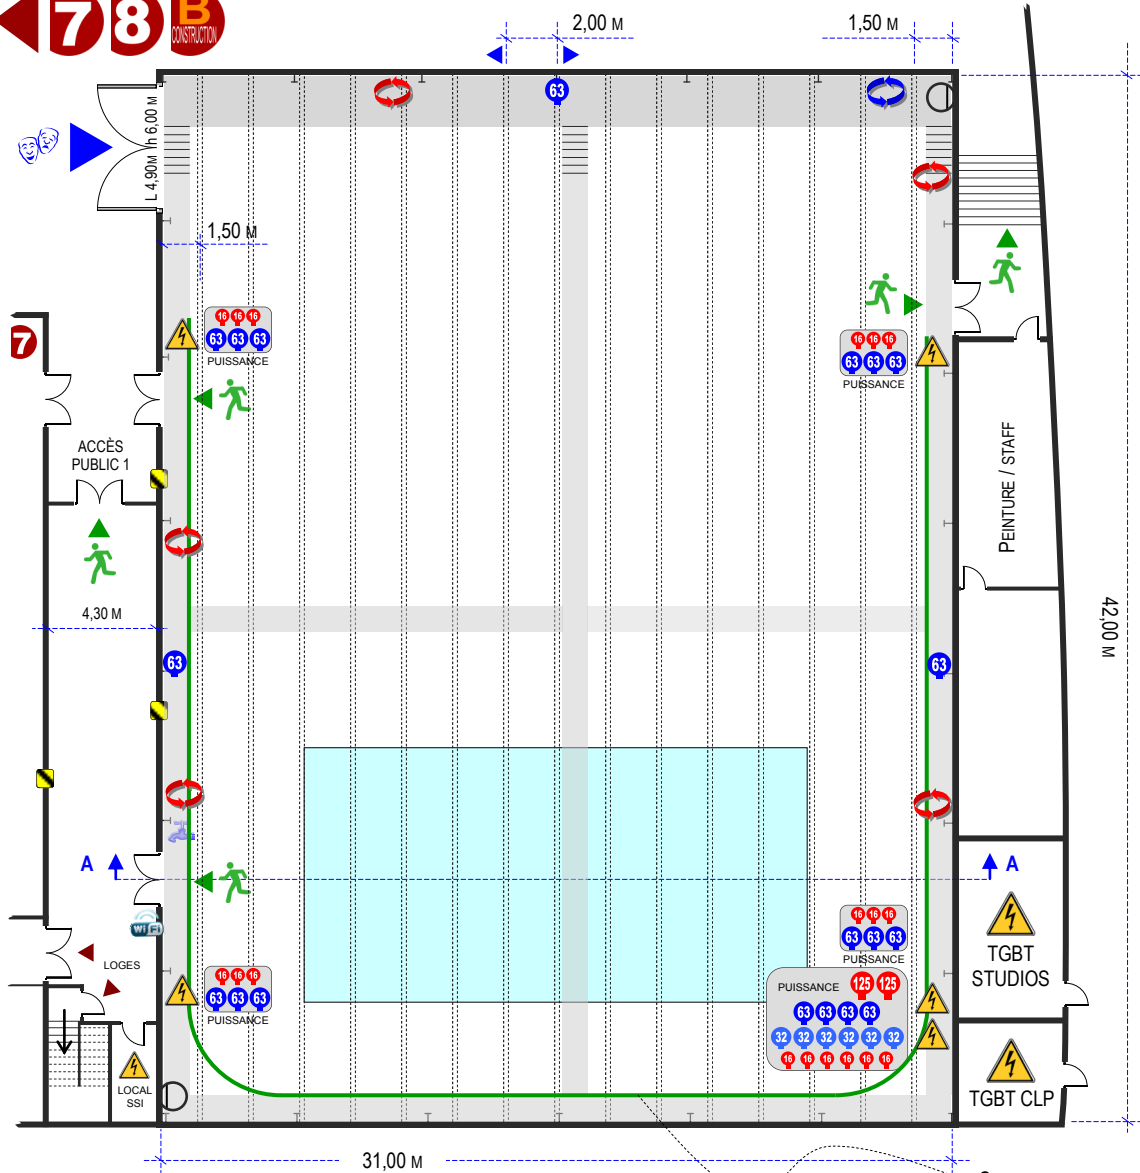 7 8 B
CONSTRUCTION
2,00 M
1,50 M
63
L 4,90M h 6,00 M
1,50 M
16 16 16
63 63 63
PUISSANCE
7
16 16 16
63 63 63
PUISSANCE
ACCÈS
PUBLIC 1
PEINTURE / STAFF
4,30 M
42,00 M
63
63
A
A
WiFi
LOGES
16 16 16
63 63 63
PUISSANCE
TGBT
STUDIOS
16 16 16
63 63 63
PUISSANCE
PUISSANCE 125 125
63 63 63 63
32 32 32 32 32 32
16 16 16 16 16 16
LOCAL
SSI
TGBT CLP
31,00 M